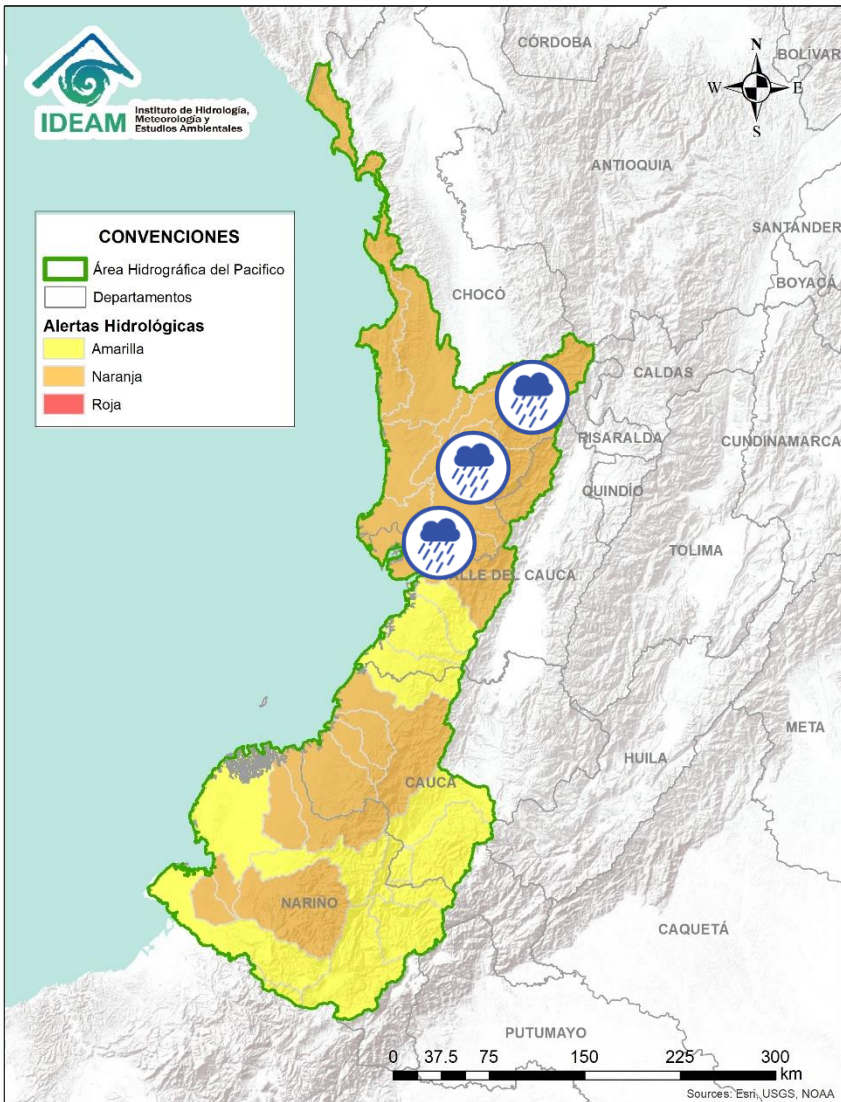 IDEAM
Instituto de Hidrología,
Meteorología y
Estudios Ambientales
CÓRDOBA
BOLÍVAR
N
W E
S
ANTIOQUIA
SANTANDER
BOYACÁ
CONVENCIONES
Área Hidrográfica del Pacifico
Departamentos
Alertas Hidrológicas
Amarilla
Naranja
Roja
CHOCÓ
CALDAS
RISARALDA
CUNDINAMARCA
QUINDÍO
TOLIMA
ALLE DEL CAUCA
META
HUILA
CAUCA
NARIÑO
CAQUETÁ
PUTUMAYO
0 37.5 75 150 225 300
km
Sources: Esri, USGS, NOAA